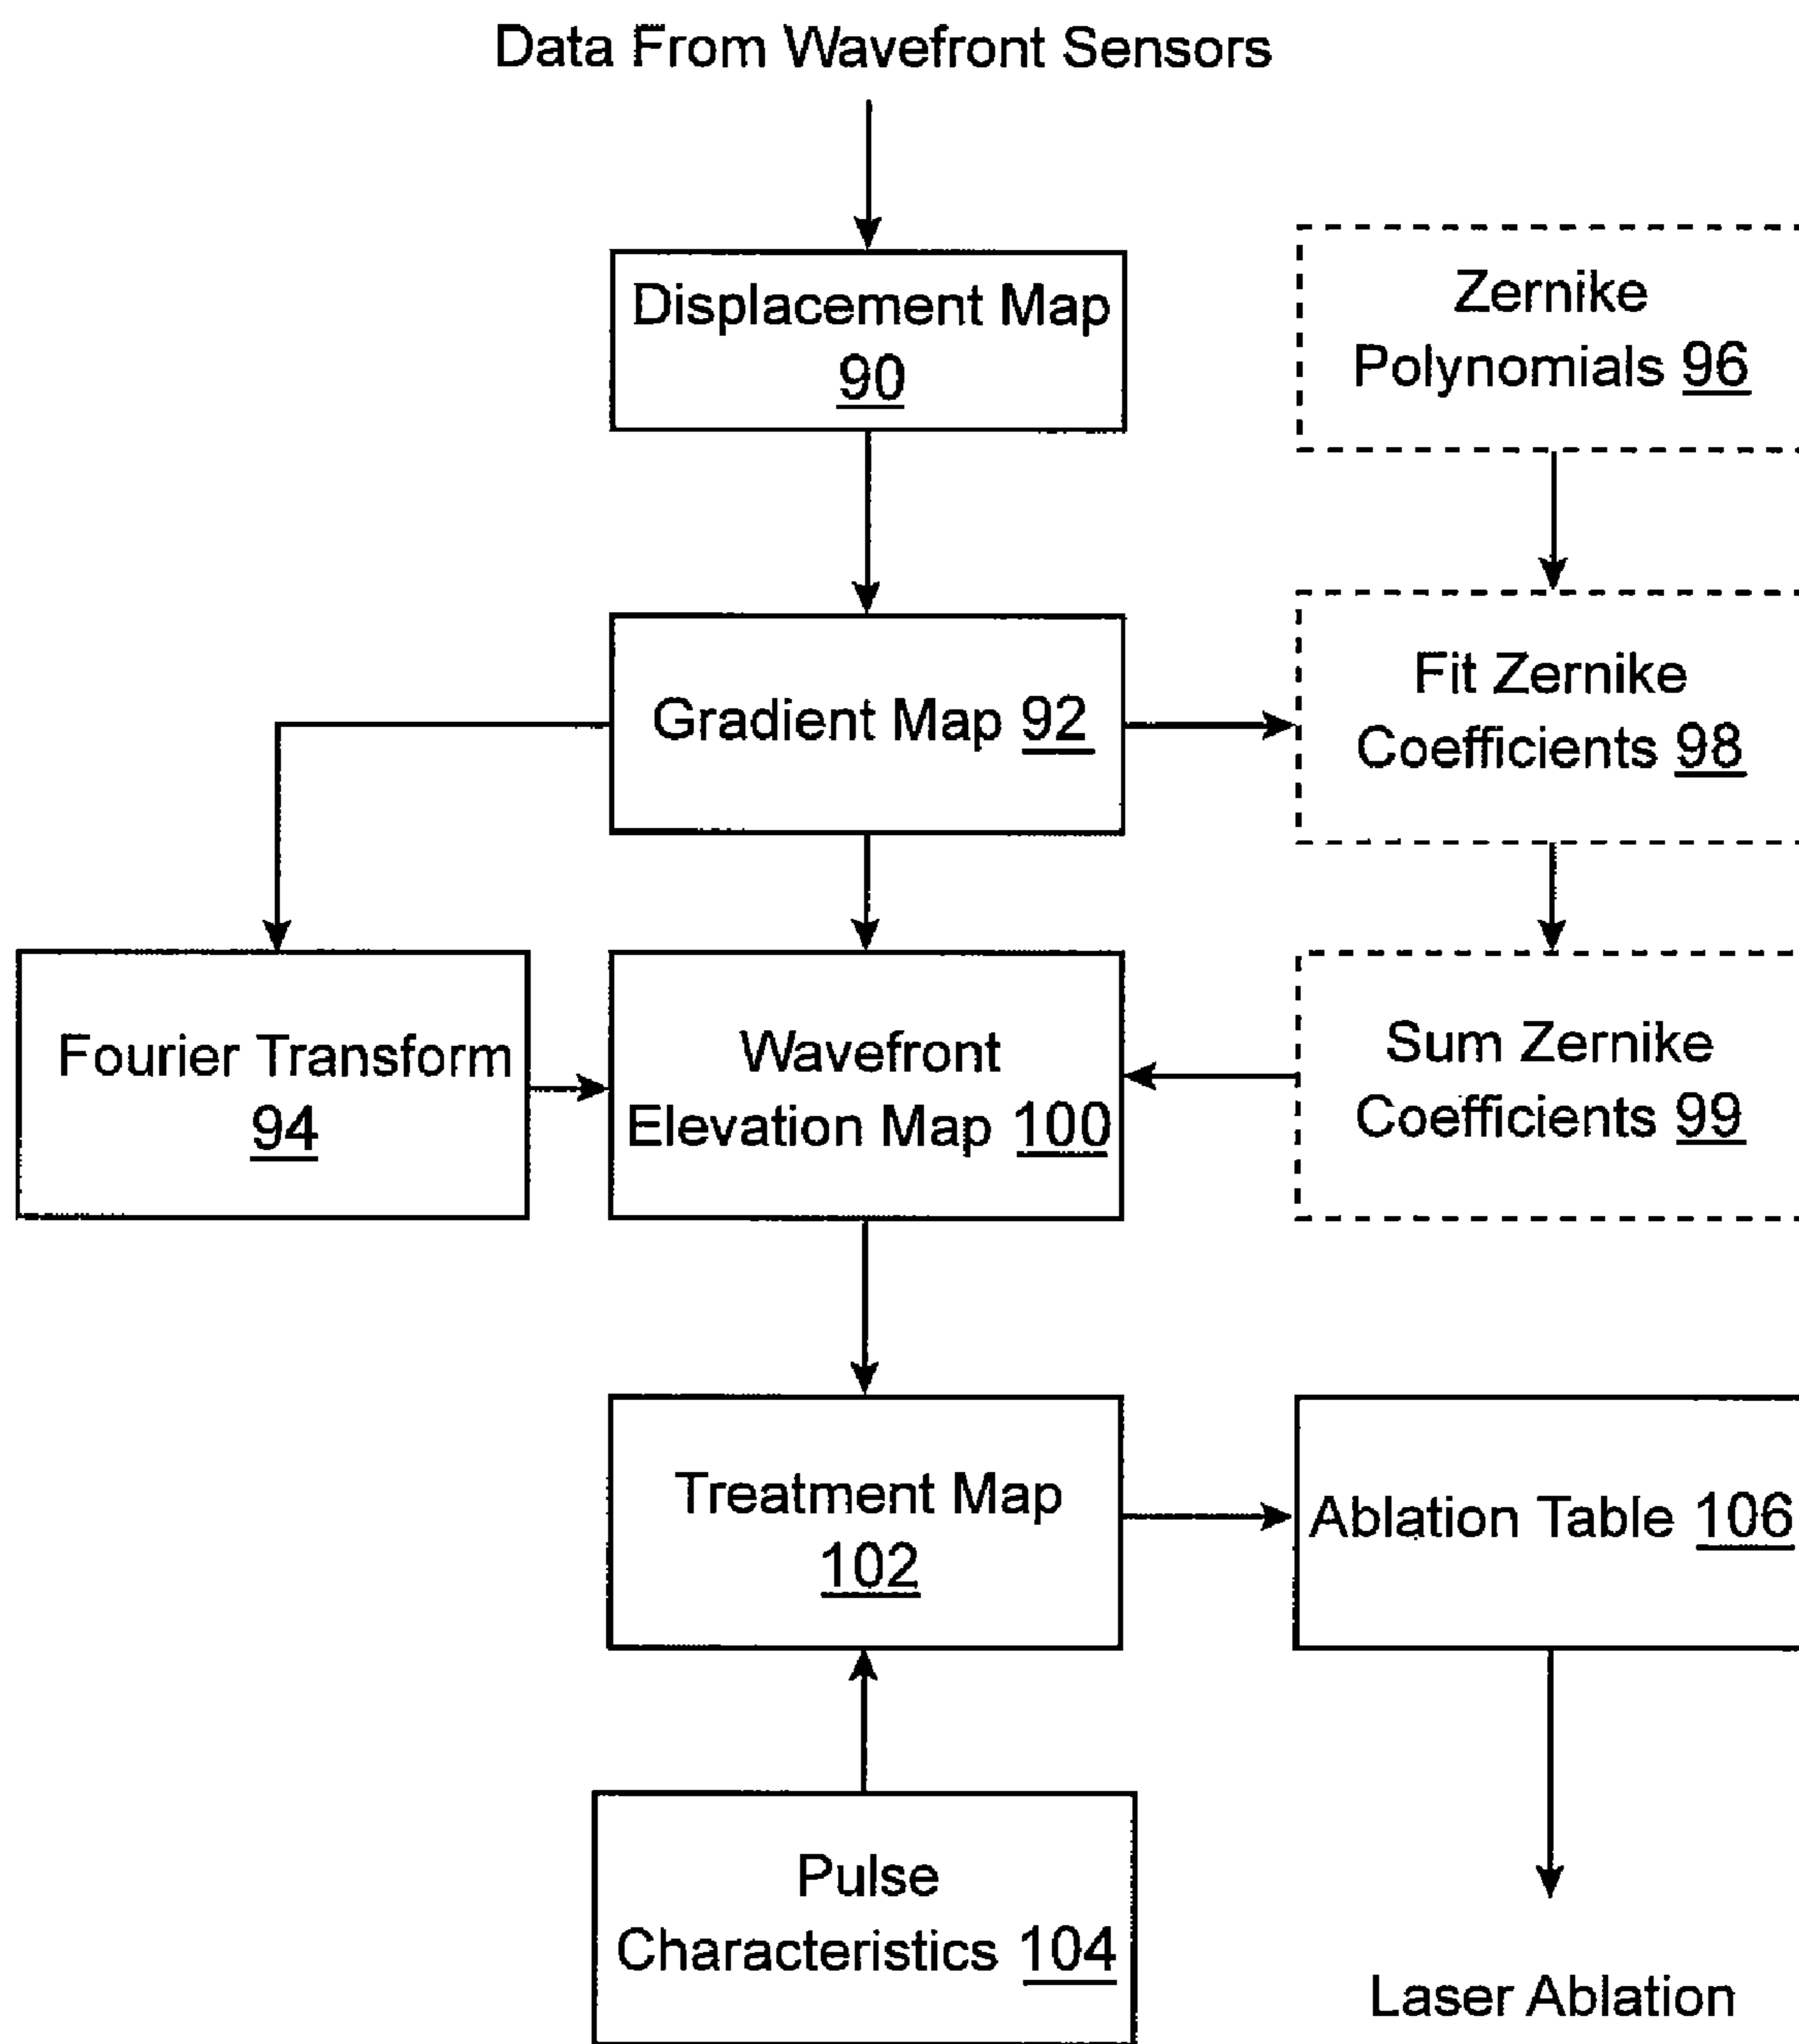 Data From Wavefront Sensors
Displacement Map
90
Zernike
Polynomials 96
Gradient Map 92
Fit Zernike
Coefficients 98
Fourier Transform
94
Wavefront
Elevation Map 100
Sum Zernike
Coefficients 99
Treatment Map
102
Ablation Table 106
Pulse
Characteristics 104
Laser Ablation